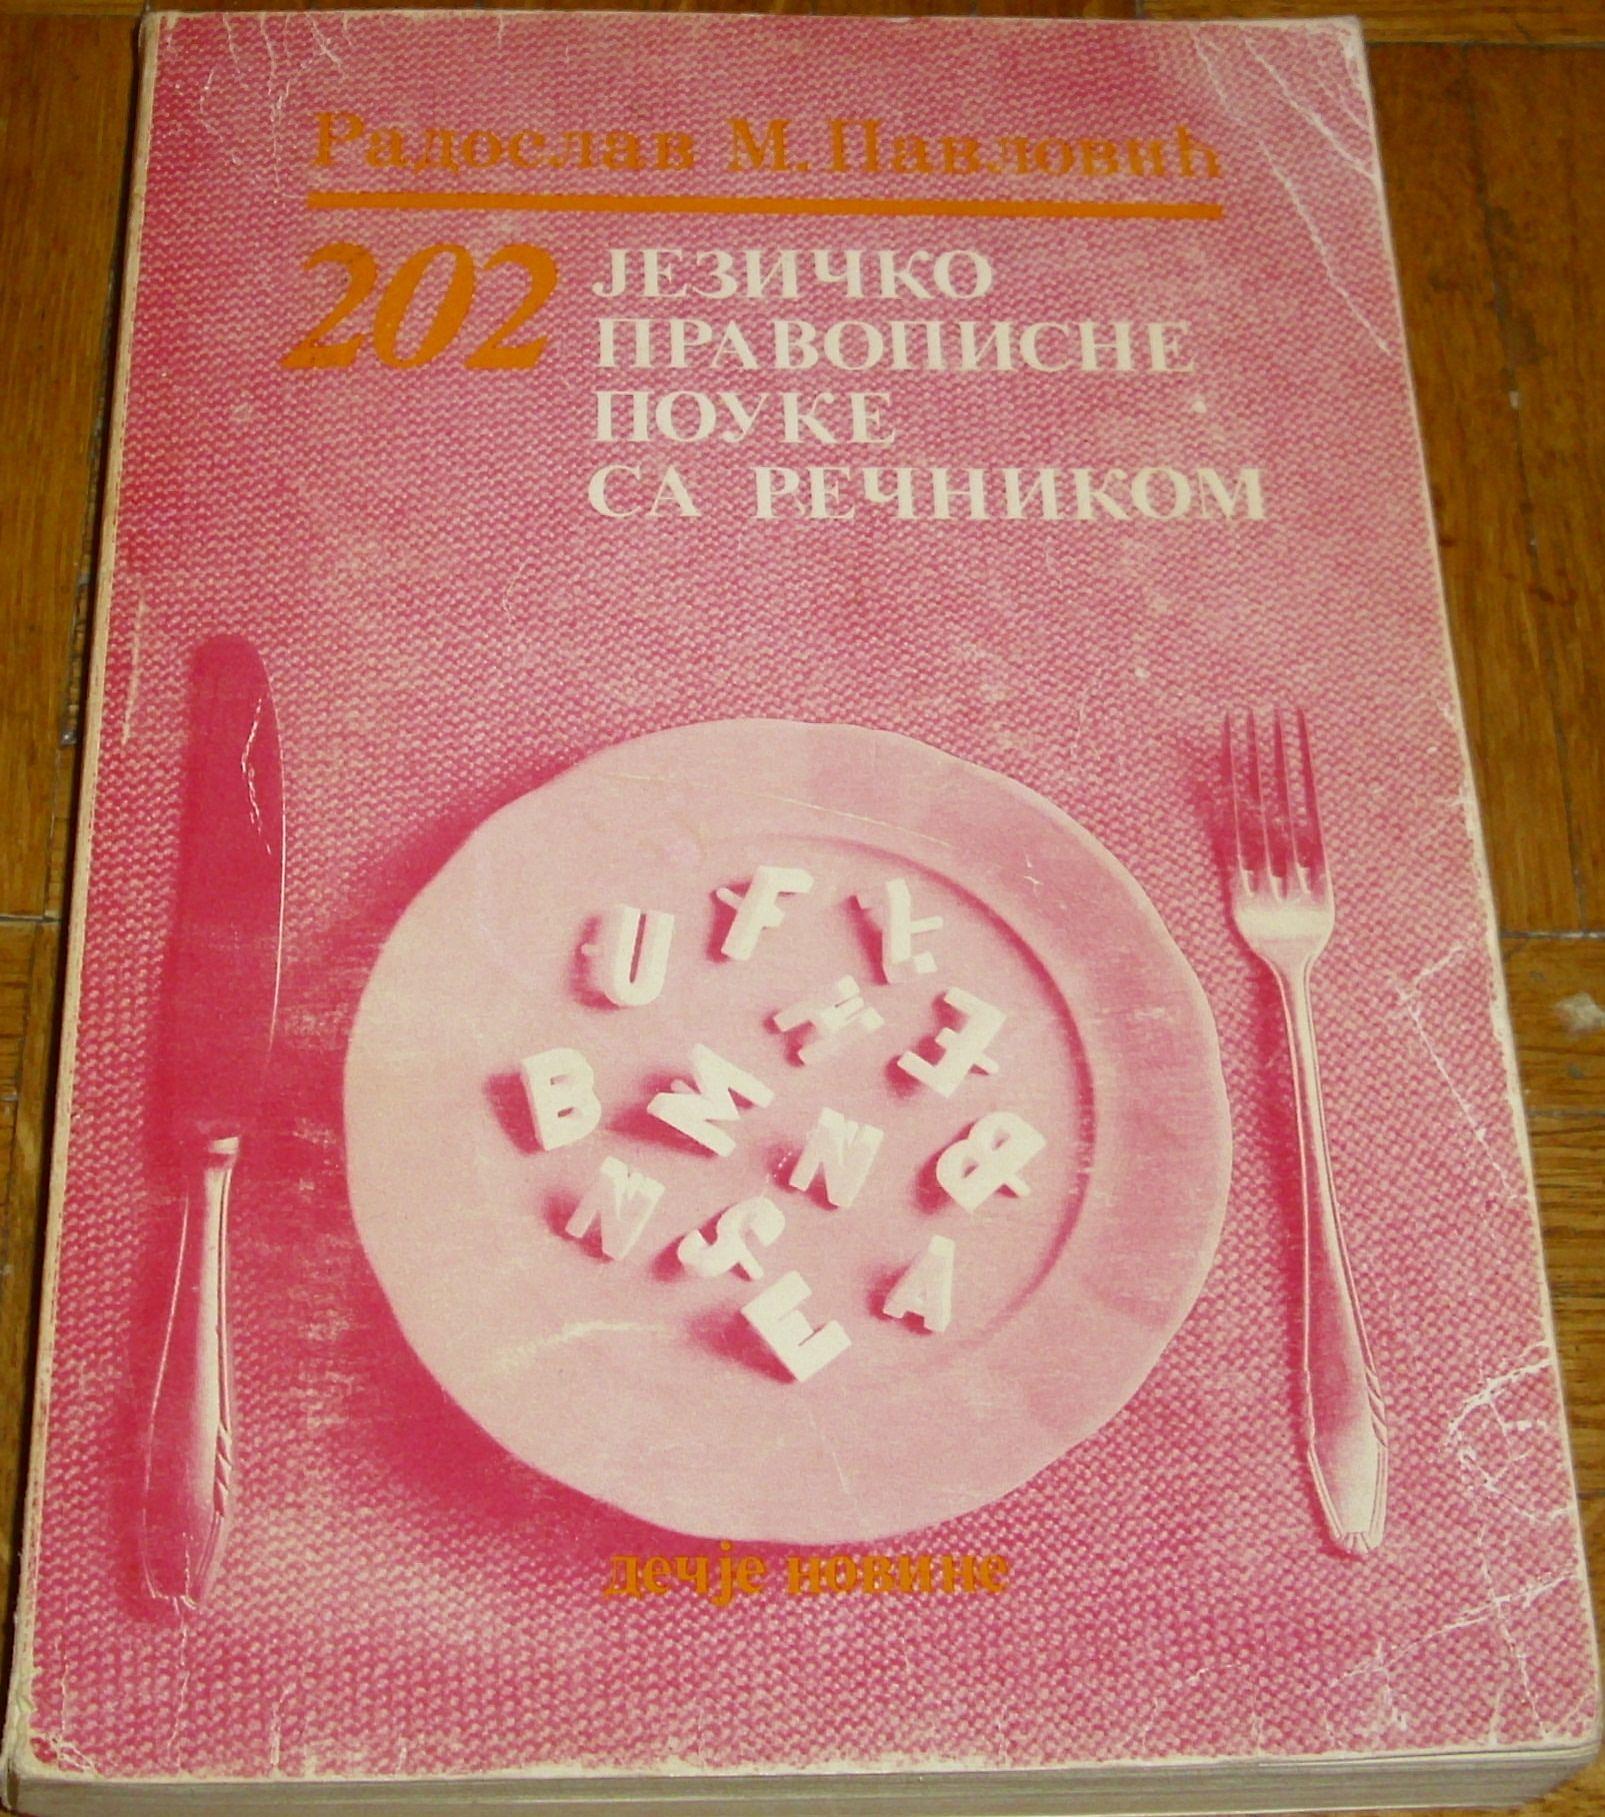 Радослав М. Павловић
202 ЈЕЗИЧКО
ПРАВОПИСНЕ
ПОУКЕ
СА РЕЧНИКОМ
U F
E
B M N
N A
E
дечје новине